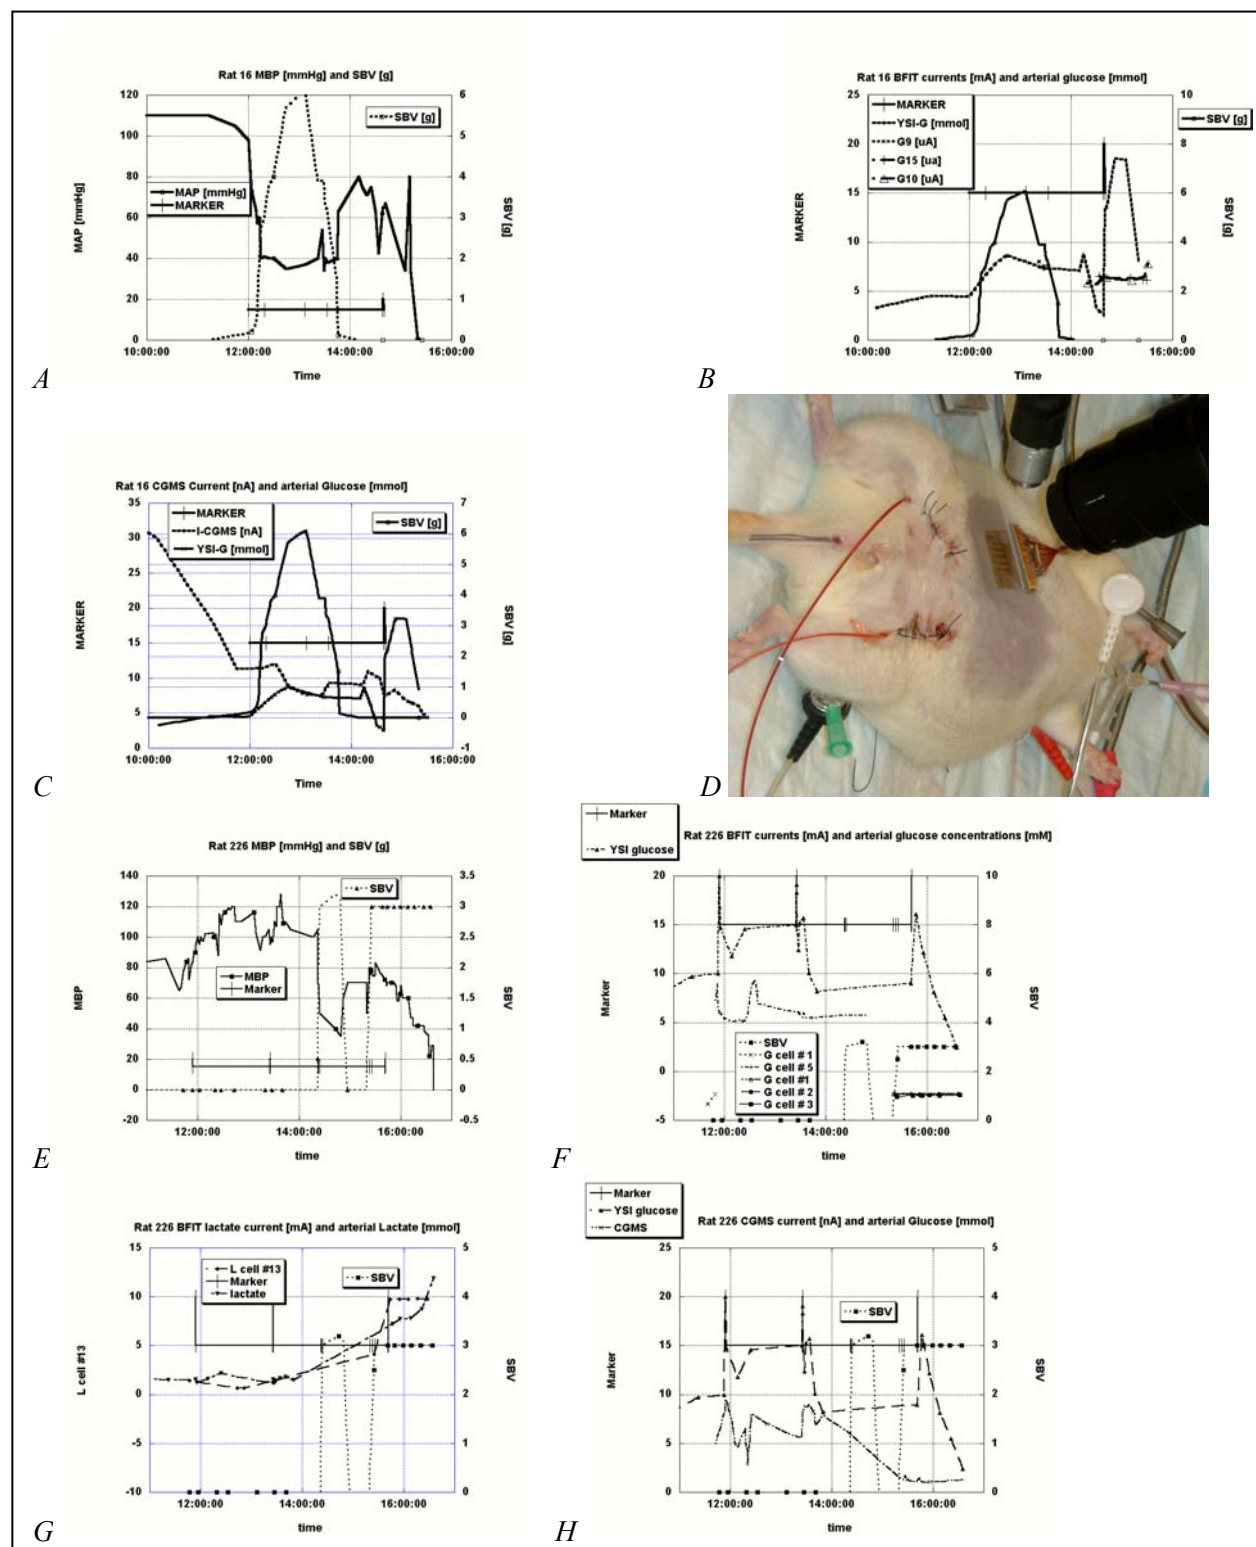 Rat 16 MBP [mmHg] and SBV [g]
120
100
80
60
40
20
0
6
5
4
3
2
1
0
SBV [g]
MAP [mmHg]
MARKER
MAP [mmHg]
SBV [g]
10:00:00 12:00:00 14:00:00 16:00:00
Time
A
Rat 16 BFIT currents [mA] and arterial glucose [mmol]
25
20
15
10
5
0
10
8
6
4
2
0
MARKER
YSI-G [mmol]
G9 [uA]
G15 [ua]
G10 [uA]
SBV [g]
MARKER
SBV [g]
10:00:00 12:00:00 14:00:00 16:00:00
Time
B
Rat 16 CGMS Current [nA] and arterial Glucose [mmol]
35
30
25
20
15
10
5
0
7
6
5
4
3
2
1
0
-1
MARKER
I-CGMS [nA]
YSI-G [mmol]
SBV [g]
MARKER
SBV [g]
10:00:00 12:00:00 14:00:00 16:00:00
Time
C
D
Rat 226 MBP [mmHg] and SBV [g]
140
120
100
80
60
40
20
0
-20
3.5
3
2.5
2
1.5
1
0.5
0
-0.5
SBV
MBP
Marker
MBP
SBV
12:00:00 14:00:00 16:00:00
time
E
Marker
YSI glucose
Rat 226 BFIT currents [mA] and arterial glucose concentrations [mM]
20
15
10
5
0
-5
10
8
6
4
2
0
SBV
G cell # 1
G cell # 5
G cell #1
G cell # 2
G cell # 3
Marker
SBV
12:00:00 14:00:00 16:00:00
time
F
Rat 226 BFIT lactate current [mA] and arterial Lactate [mmol]
15
10
5
0
-5
-10
5
4
3
2
1
0
L cell #13
Marker
lactate
SBV
L cell #13
SBV
12:00:00 14:00:00 16:00:00
time
G
Marker
YSI glucose
CGMS
Rat 226 CGMS current [nA] and arterial Glucose [mmol]
25
20
15
10
5
0
5
4
3
2
1
0
SBV
Marker
SBV
12:00:00 14:00:00 16:00:00
time
H